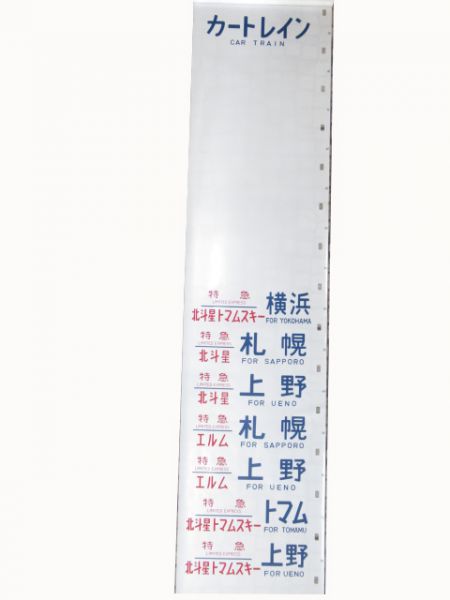 カートレイン
CAR TRAIN
特急
LIMITED EXPRESS
北斗星トマムスキー
横浜
FOR YOKOHAMA
特急
LIMITED EXPRESS
北斗星
札幌
FOR SAPPORO
特急
LIMITED EXPRESS
北斗星
上野
FOR UENO
特急
LIMITED EXPRESS
エルム
札幌
FOR SAPPORO
特急
LIMITED EXPRESS
エルム
上野
FOR UENO
特急
LIMITED EXPRESS
北斗星トマムスキー
トマム
FOR TOMAMU
特急
LIMITED EXPRESS
北斗星トマムスキー
上野
FOR UENO